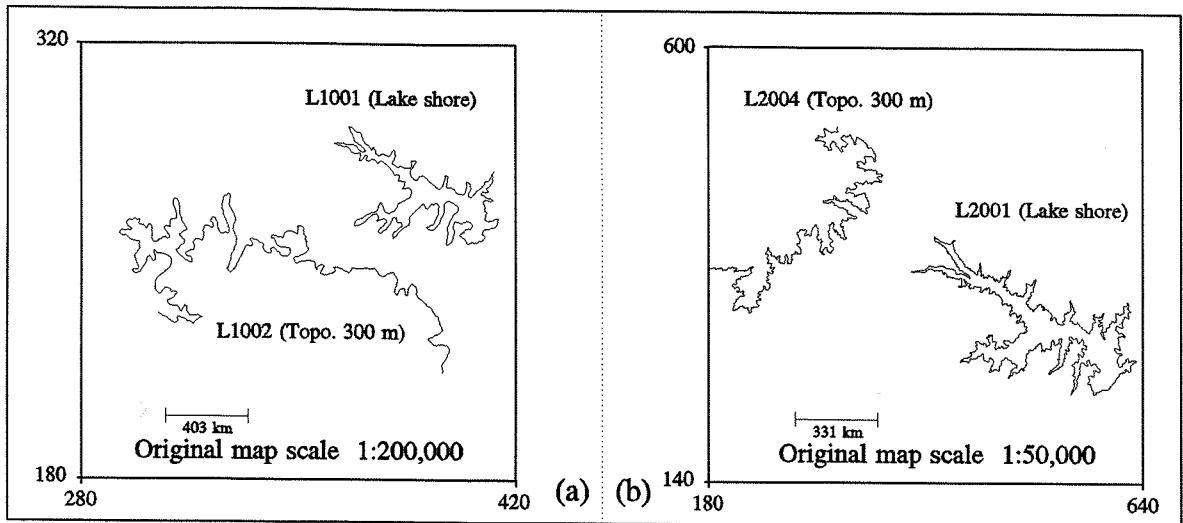 320
L1001 (Lake shore)
L1002 (Topo. 300 m)
403 km
Original map scale 1:200,000
180
280
420
(a)
600
L2004 (Topo. 300 m)
L2001 (Lake shore)
331 km
Original map scale 1:50,000
140
180
640
(b)